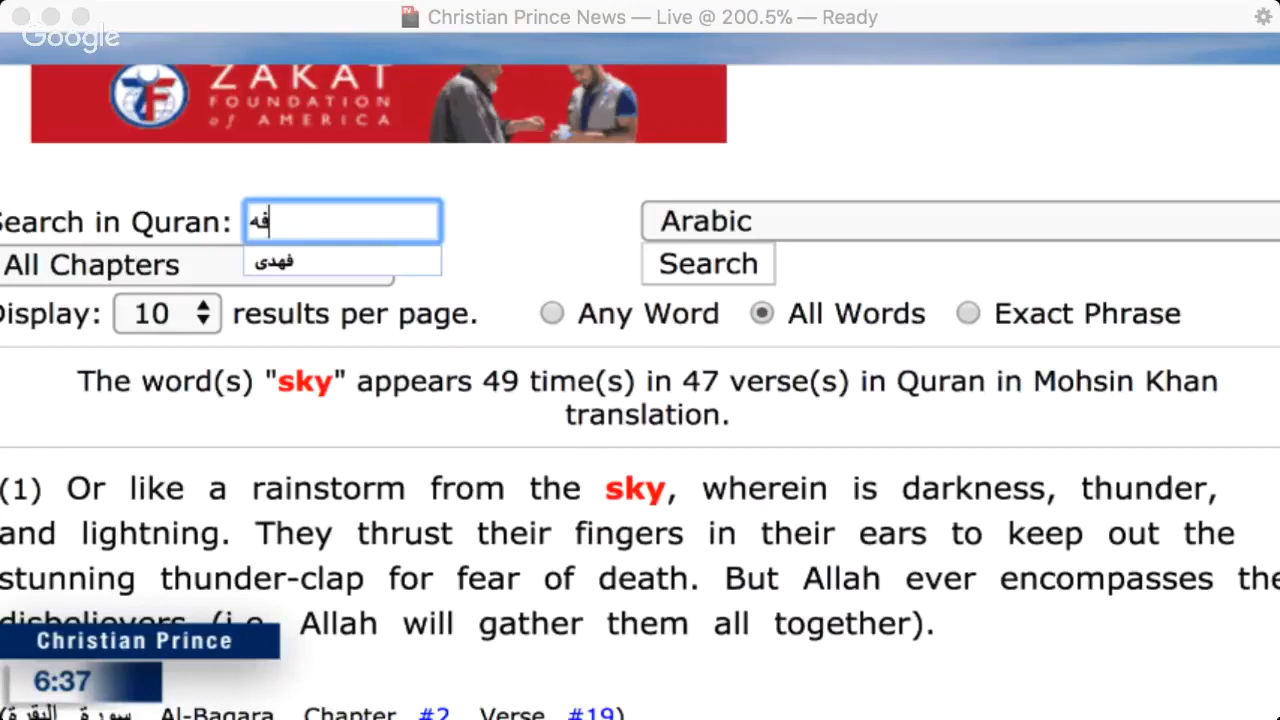 Christian Prince News — Live @ 200.5% — Ready
Google
ZAKAT
FOUNDATION
of AMERICA
Search in Quran: فه
Arabic
فهدى
All Chapters
Search
Display: 10 results per page.
Any Word All Words Exact Phrase
The word(s) "sky" appears 49 time(s) in 47 verse(s) in Quran in Mohsin Khan
translation.
(1) Or like a rainstorm from the sky, wherein is darkness, thunder,
and lightning. They thrust their fingers in their ears to keep out the
stunning thunder-clap for fear of death. But Allah ever encompasses the
disbelievers (i.e. Allah will gather them all together).
Christian Prince
6:37
(سورة البقرة, Al-Baqara, Chapter #2, Verse #19)